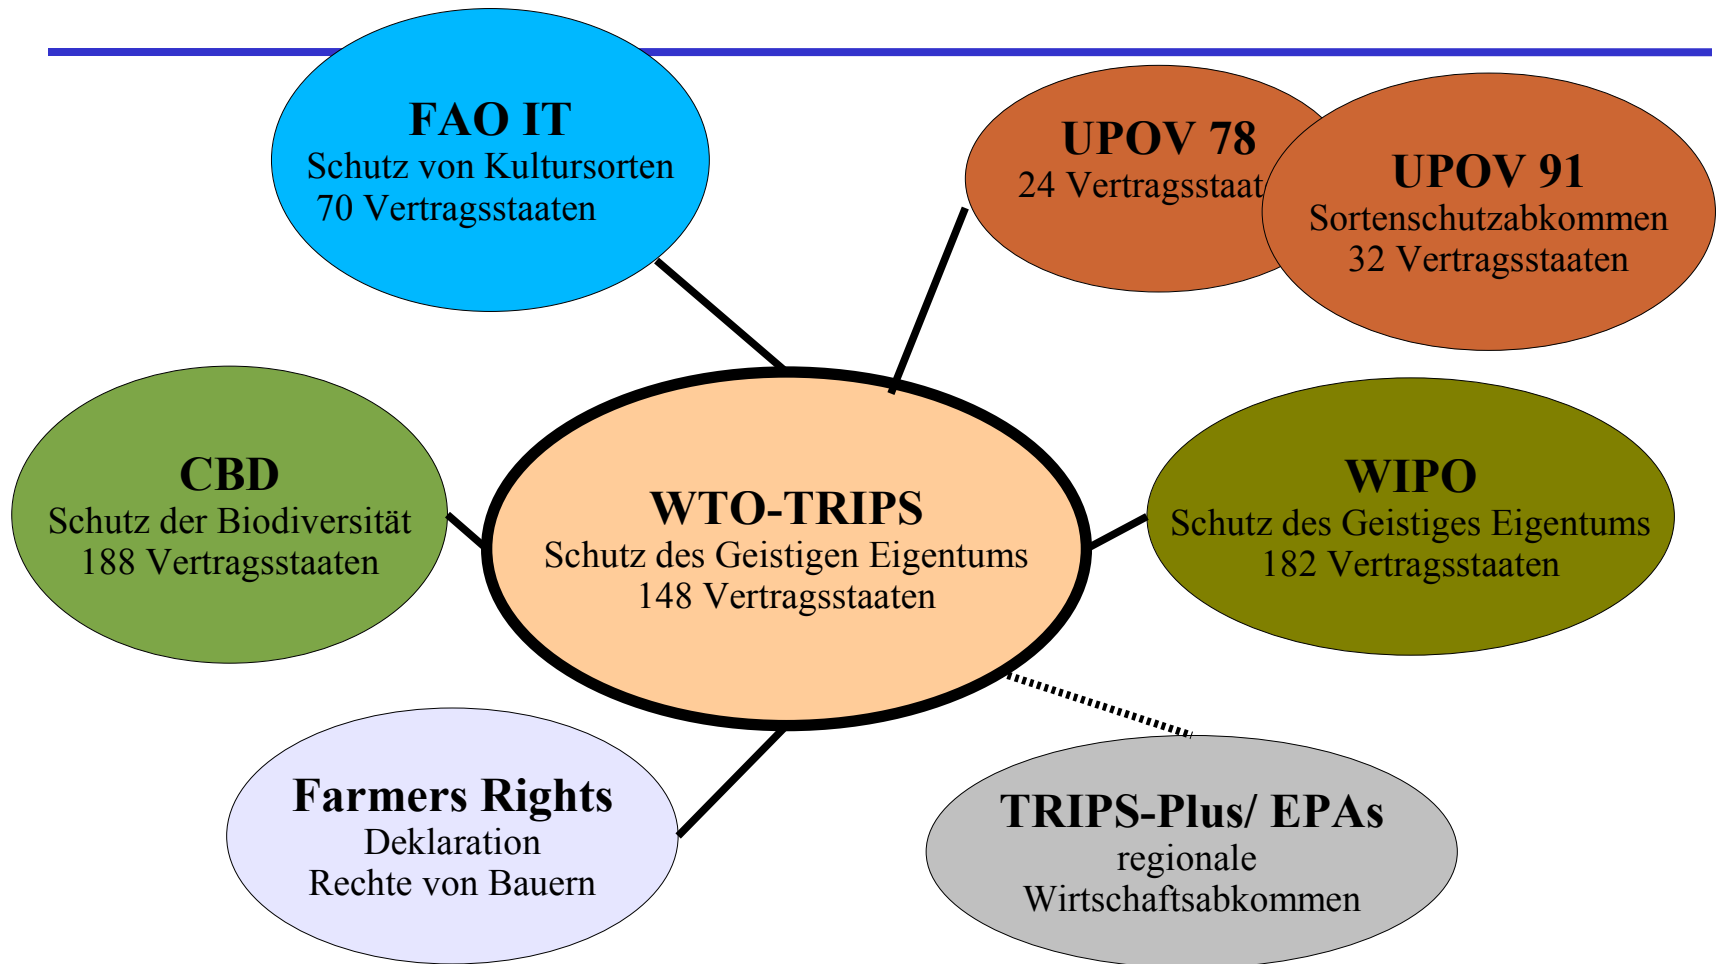 FAO IT
Schutz von Kultursorten
70 Vertragsstaaten
UPOV 78
24 Vertragsstaat
UPOV 91
Sortenschutzabkommen
32 Vertragsstaaten
CBD
Schutz der Biodiversität
188 Vertragsstaaten
WTO-TRIPS
Schutz des Geistigen Eigentums
148 Vertragsstaaten
WIPO
Schutz des Geistiges Eigentums
182 Vertragsstaaten
Farmers Rights
Deklaration
Rechte von Bauern
TRIPS-Plus/ EPAs
regionale
Wirtschaftsabkommen